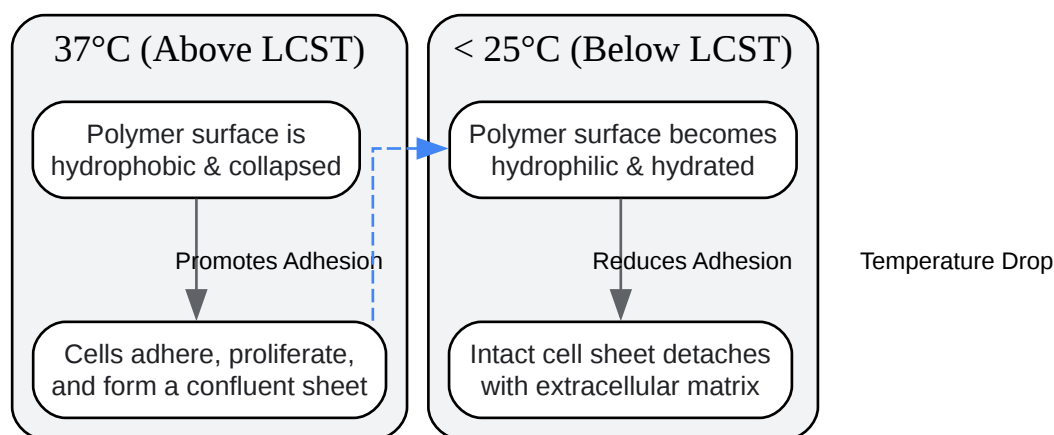 37°C (Above LCST)
Polymer surface is
hydrophobic & collapsed
Promotes Adhesion
Cells adhere, proliferate,
and form a confluent sheet
< 25°C (Below LCST)
Polymer surface becomes
hydrophilic & hydrated
Reduces Adhesion
Intact cell sheet detaches
with extracellular matrix
Temperature Drop